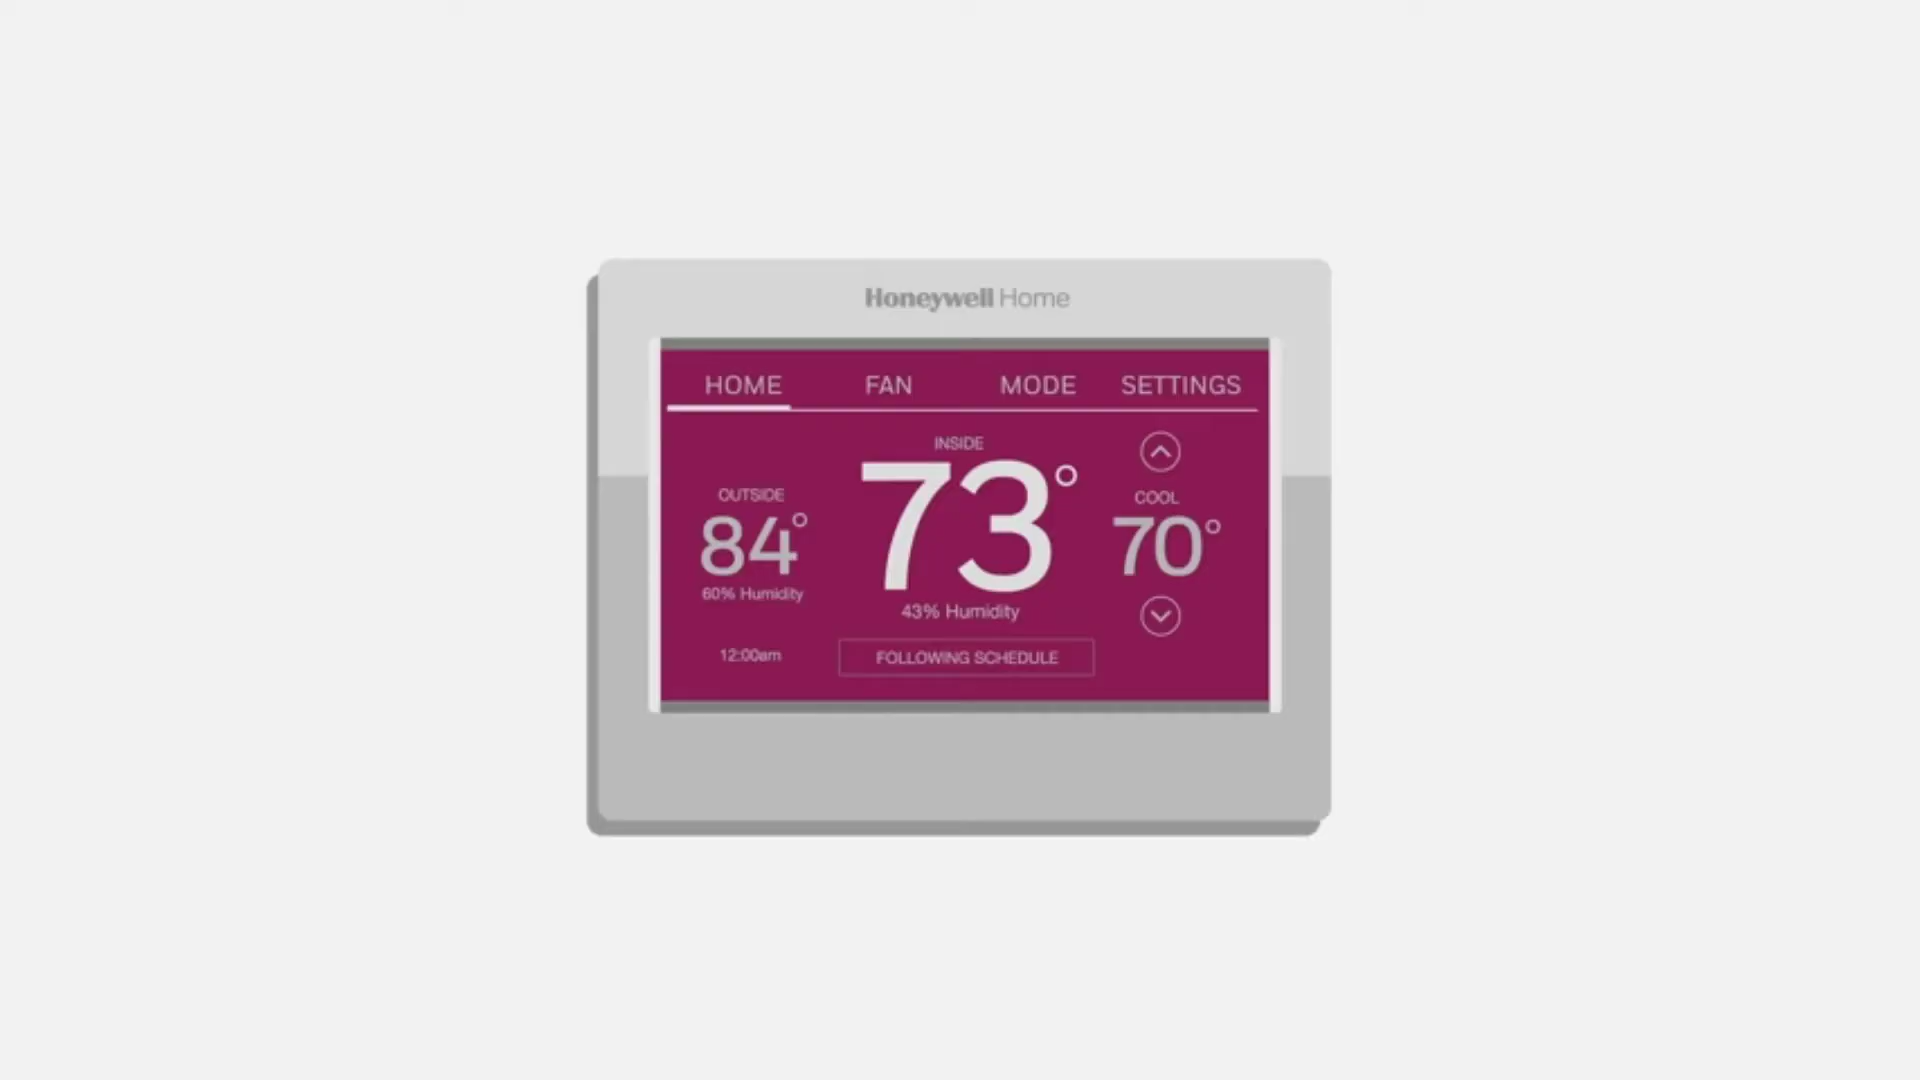 Honeywell Home
HOME FAN MODE SETTINGS
INSIDE
73°
43% Humidity
OUTSIDE
84°
60% Humidity
COOL
70°
12:00am
FOLLOWING SCHEDULE